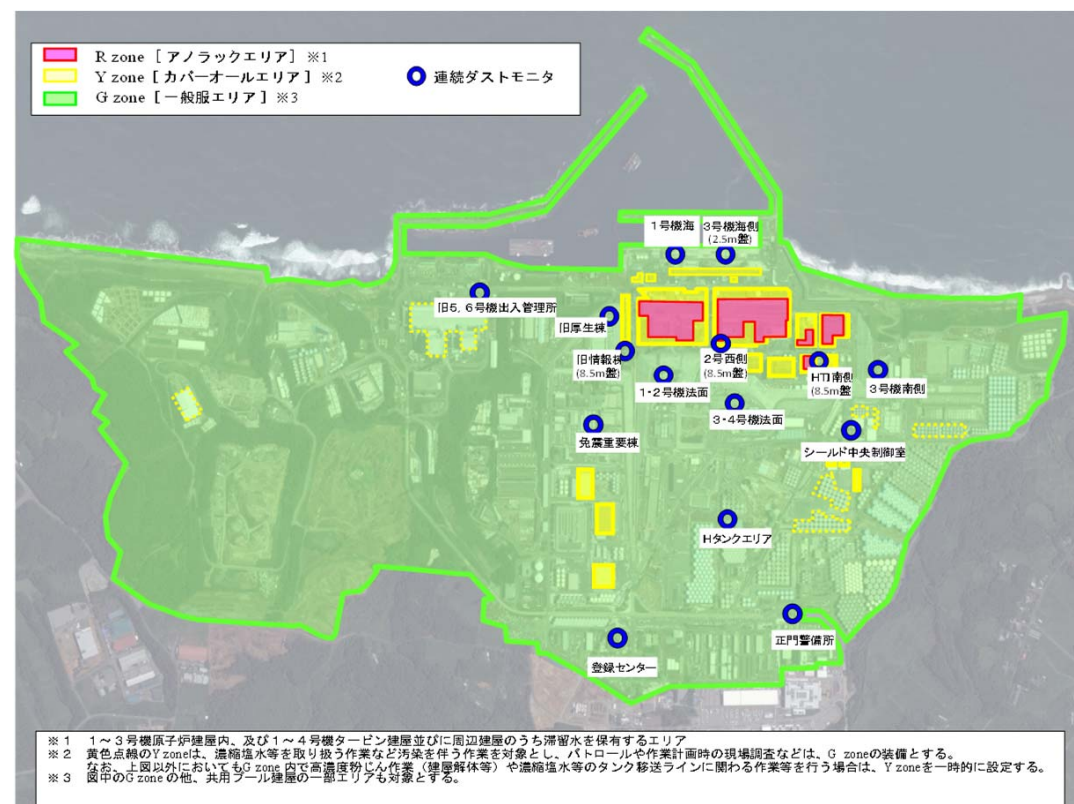 R zone [アノラックエリア] ※1
Y zone [カバーオールエリア] ※2
G zone [一般服エリア] ※3
連続ダストモニタ
1号機海
3号機海側
(2.5m盤)
旧5,6号機出入管理所
旧厚生棟
旧情報棟
(8.5m盤)
2号西側
(8.5m盤)
1・2号機法面
HTI南側
(8.5m盤)
3号機南側
3・4号機法面
免震重要棟
シールド中央制御室
Hタンクエリア
正門警備所
登録センター
※1 1～3号機原子炉建屋内、及び1～4号機タービン建屋並びに周辺建屋のうち滞留水を保有するエリア
※2 黄色点線のY zoneは、濃縮塩水等を取り扱う作業など汚染を伴う作業を対象とし、パトロールや作業計画時の現場調査などは、G zoneの装備とする。
なお、上図以外においてもG zone 内で高濃度粉じん作業（建屋解体等）や濃縮塩水等のタンク移送ラインに関わる作業等を行う場合は、Y zoneを一時的に設定する。
※3 図中のG zone の他、共用プール建屋の一部エリアも対象とする。